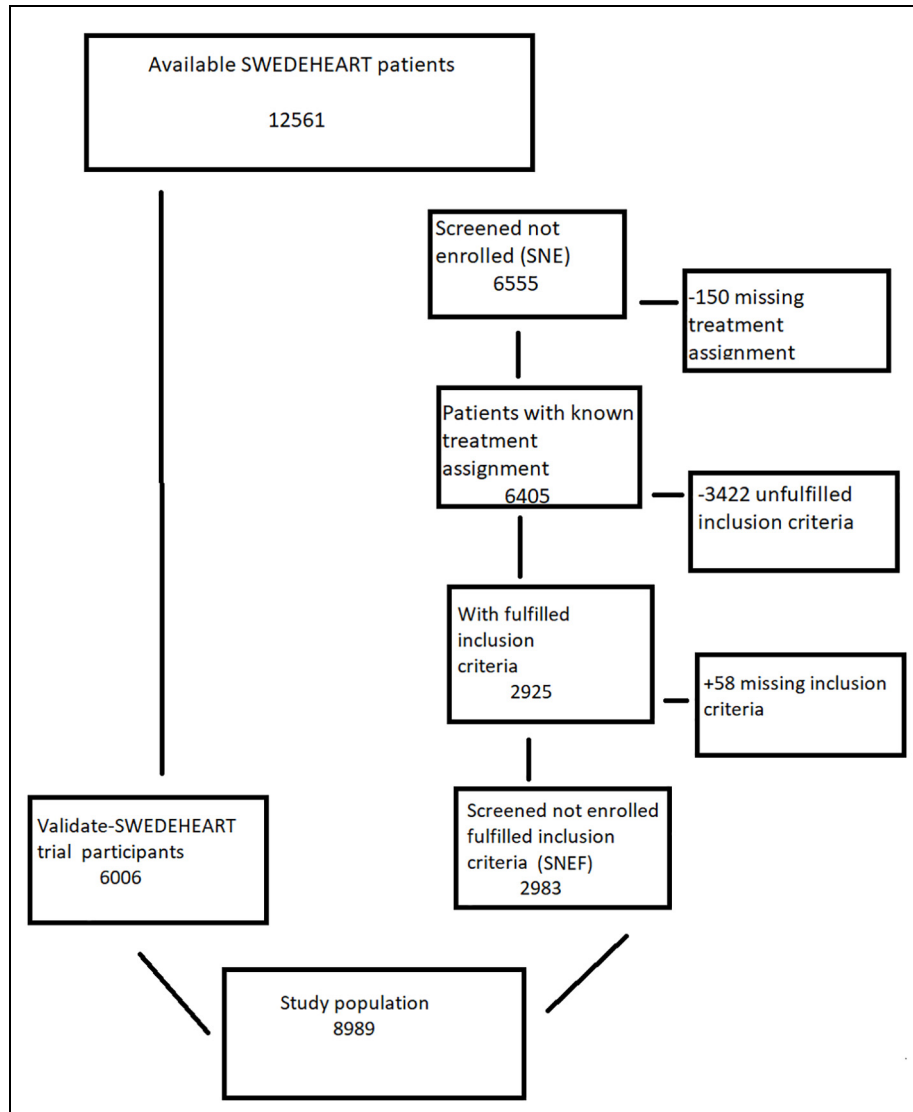 Available SWEDEHEART patients
12561
Screened not
enrolled (SNE)
6555
-150 missing
treatment
assignment
Patients with known
treatment
assignment
6405
-3422 unfulfilled
inclusion criteria
With fulfilled
inclusion
criteria
2925
+58 missing inclusion
criteria
Validate-SWEDEHEART
trial participants
6006
Screened not enrolled
fulfilled inclusion
criteria (SNEF)
2983
Study population
8989